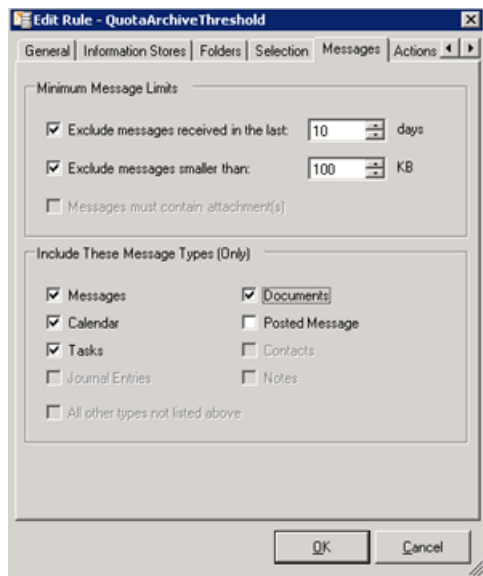 Edit Rule - QuotaArchiveThreshold
General Information Stores Folders Selection Messages Actions
Minimum Message Limits
Exclude messages received in the last: 10 days
Exclude messages smaller than: 100 KB
Messages must contain attachment(s)
Include These Message Types (Only)
Messages Documents
Calendar Posted Message
Tasks Contacts
Journal Entries Notes
All other types not listed above
OK Cancel